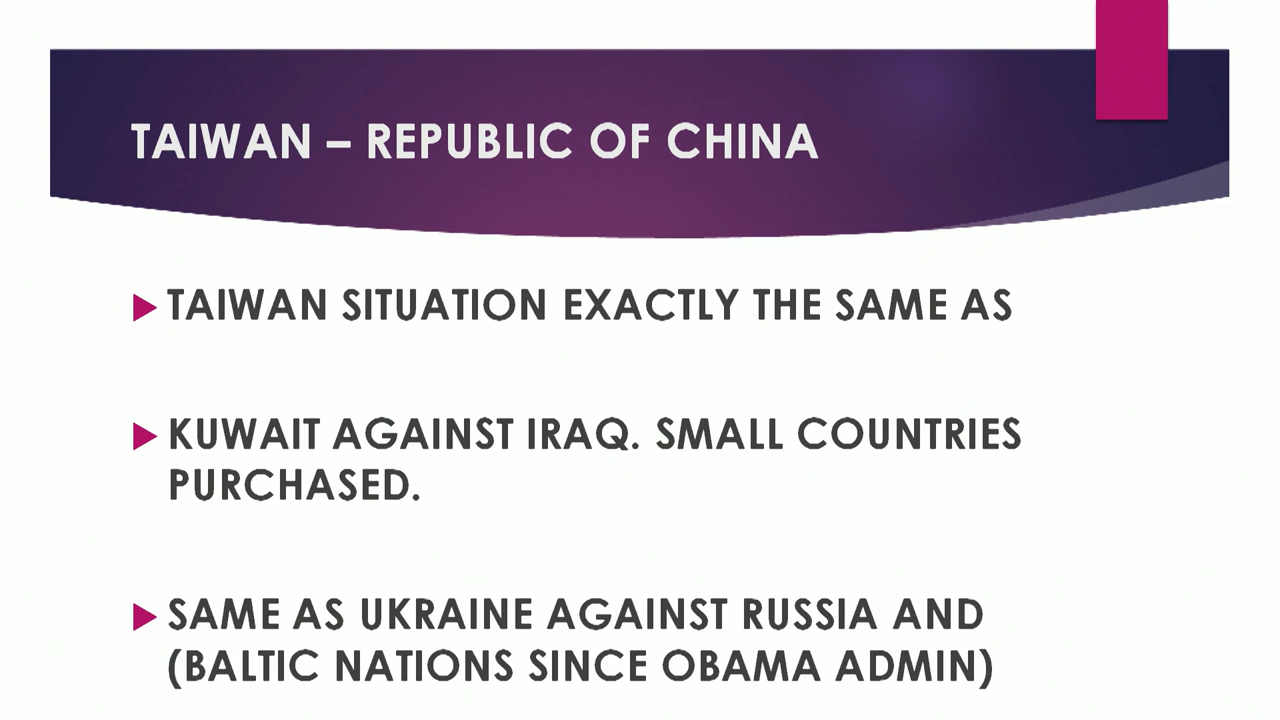 TAIWAN – REPUBLIC OF CHINA
TAIWAN SITUATION EXACTLY THE SAME AS
KUWAIT AGAINST IRAQ. SMALL COUNTRIES
PURCHASED.
SAME AS UKRAINE AGAINST RUSSIA AND
(BALTIC NATIONS SINCE OBAMA ADMIN)